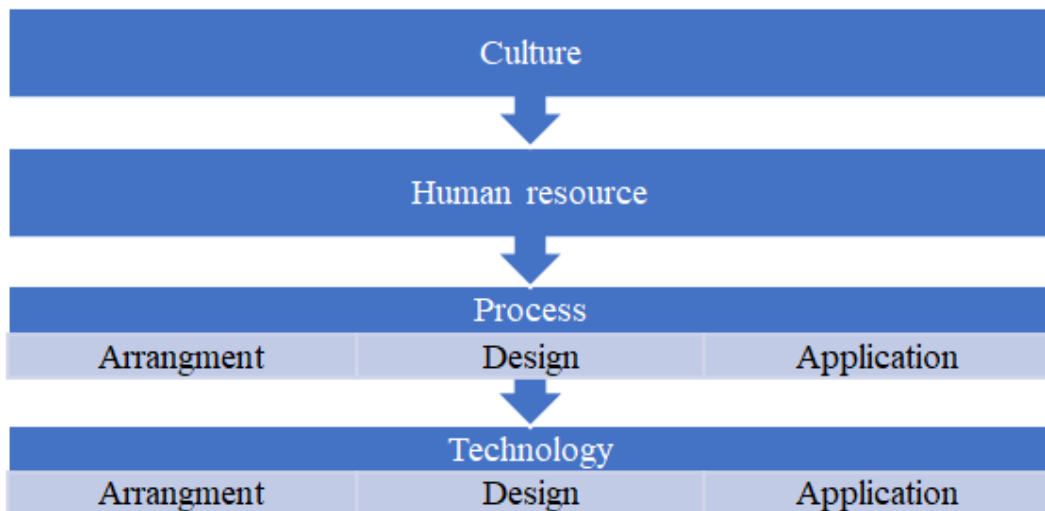 Culture
Human resource
Process
Arrangment Design Application
Technology
Arrangment Design Application